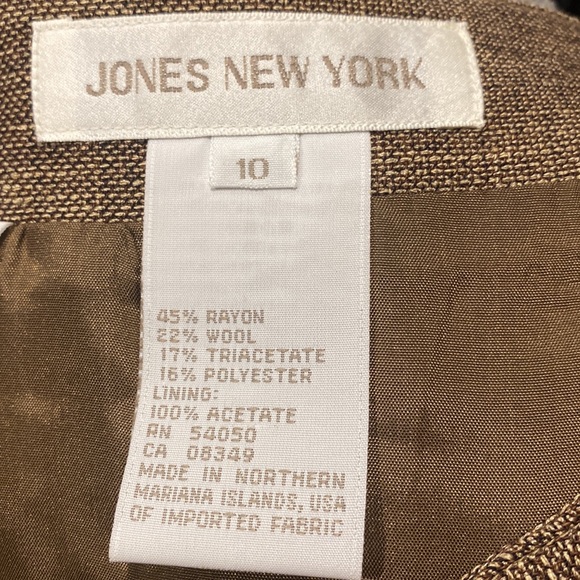 JONES NEW YORK
10
45% RAYON
22% WOOL
17% TRIACETATE
16% POLYESTER
LINING:
100% ACETATE
RN 54050
CA 08349
MADE IN NORTHERN
MARIANA ISLANDS, USA
OF IMPORTED FABRIC